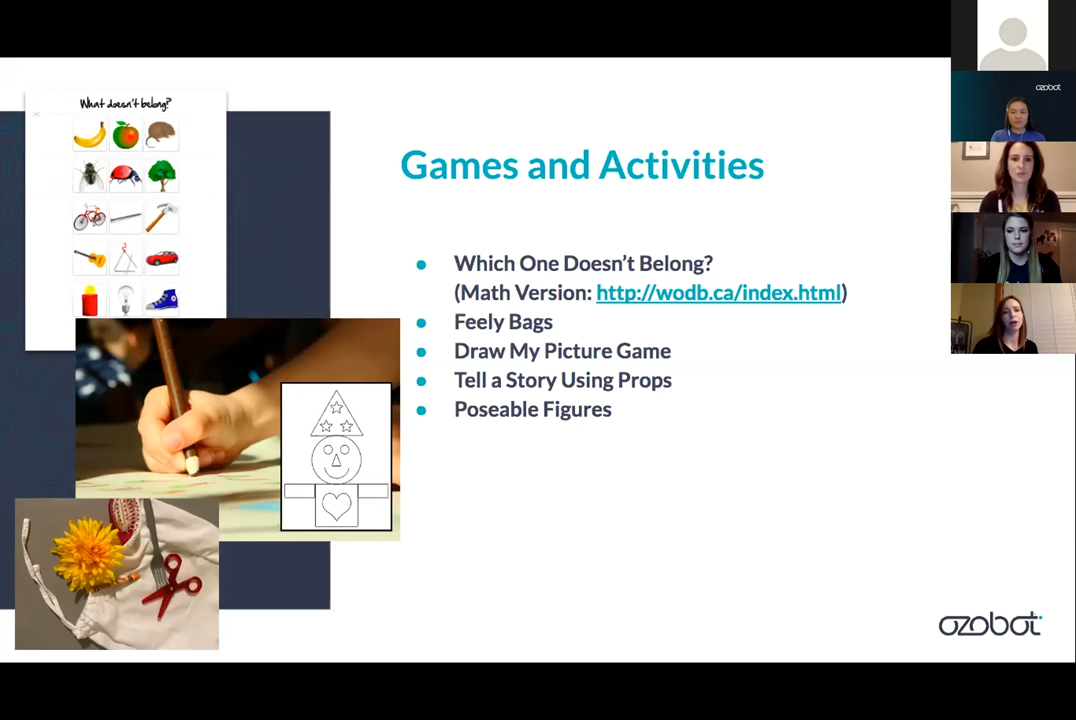 What doesn't belong?
Games and Activities
Which One Doesn't Belong?
(Math Version: http://wodb.ca/index.html)
Feely Bags
Draw My Picture Game
Tell a Story Using Props
Poseable Figures
ozobot
ozobot